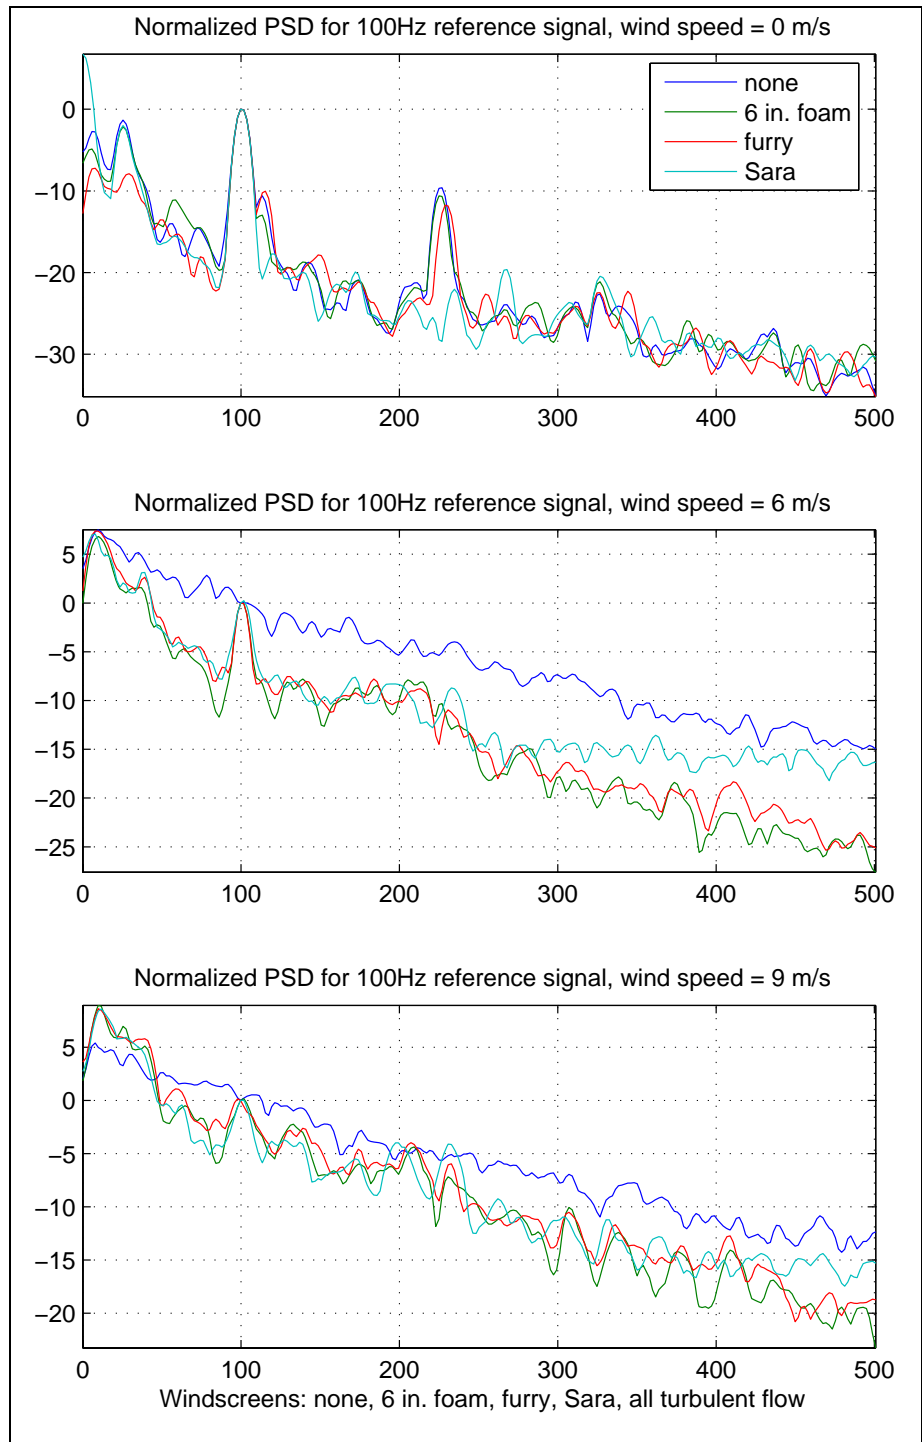 Normalized PSD for 100Hz reference signal, wind speed = 0 m/s
none
6 in. foam
furry
Sara
0
−10
−20
−30
0 100 200 300 400 500
Normalized PSD for 100Hz reference signal, wind speed = 6 m/s
5
0
−5
−10
−15
−20
−25
0 100 200 300 400 500
Normalized PSD for 100Hz reference signal, wind speed = 9 m/s
5
0
−5
−10
−15
−20
0 100 200 300 400 500
Windscreens: none, 6 in. foam, furry, Sara, all turbulent flow